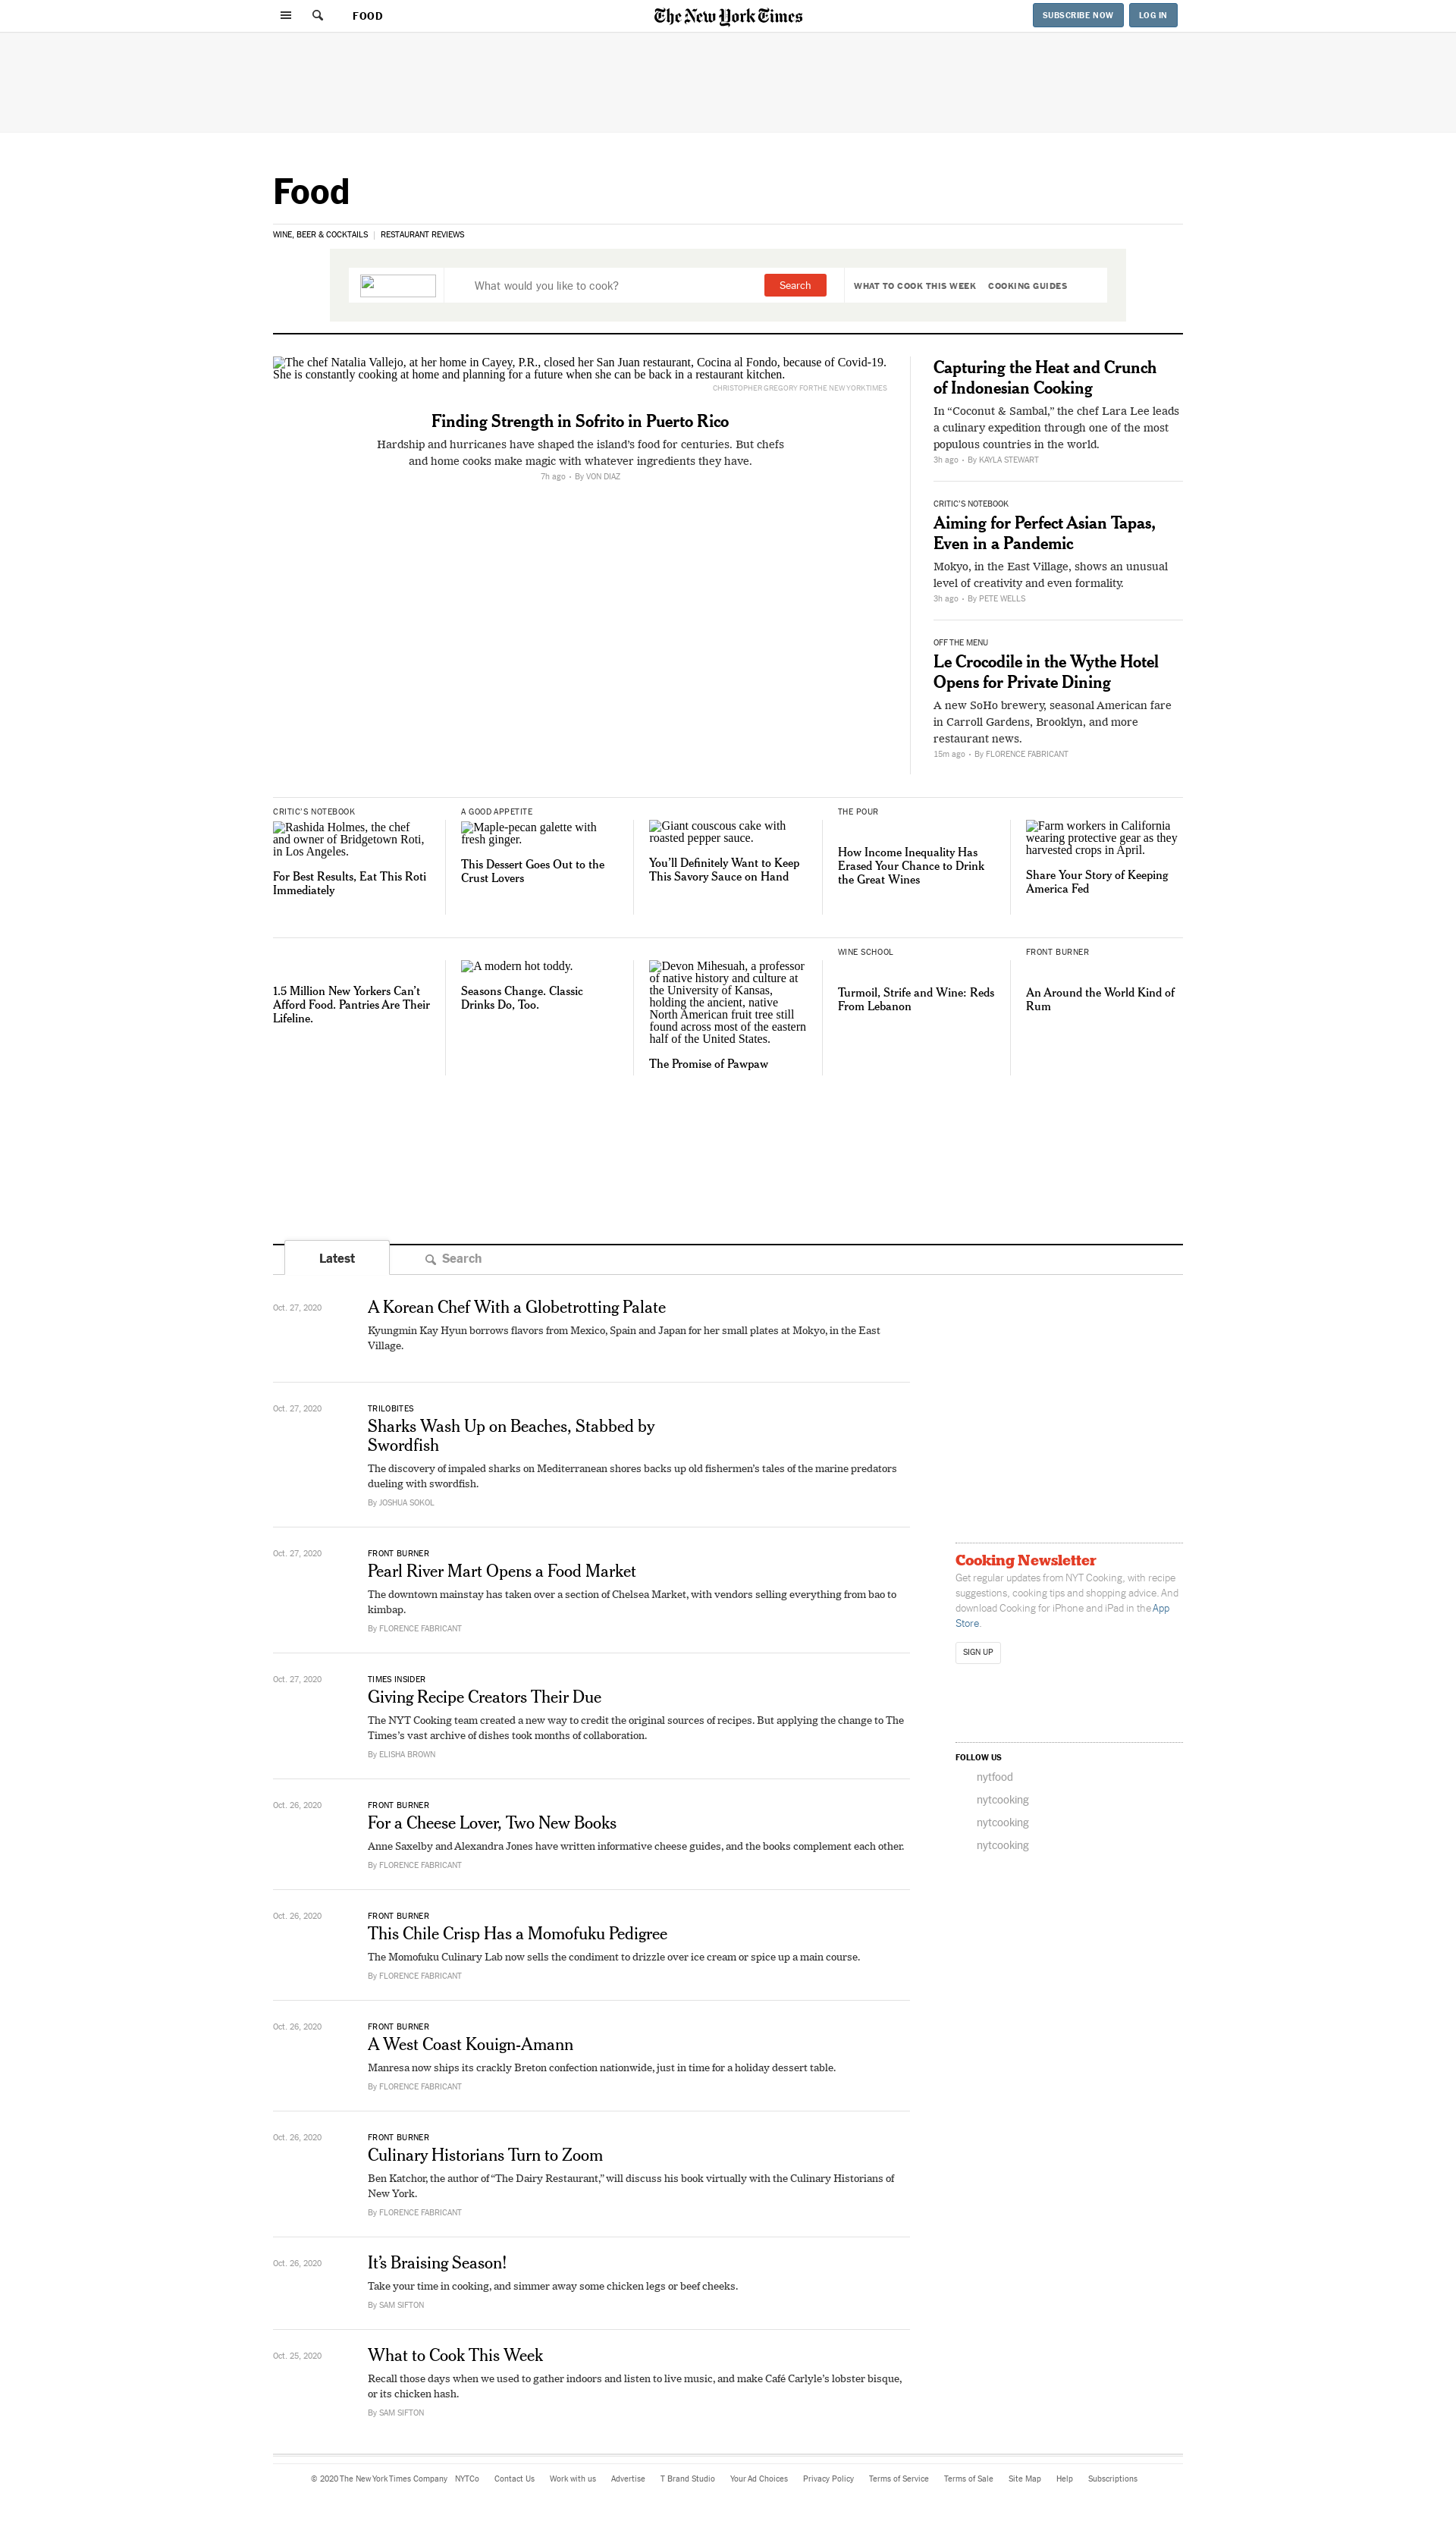 FOOD
The New York Times
SUBSCRIBE NOW
LOG IN
Food
WINE, BEER & COCKTAILS
RESTAURANT REVIEWS
What would you like to cook?
Search
WHAT TO COOK THIS WEEK
COOKING GUIDES
The chef Natalia Vallejo, at her home in Cayey, P.R., closed her San Juan restaurant, Cocina al Fondo, because of Covid-19.
She is constantly cooking at home and planning for a future when she can be back in a restaurant kitchen.
CHRISTOPHER GREGORY FOR THE NEW YORK TIMES
Finding Strength in Sofrito in Puerto Rico
Hardship and hurricanes have shaped the island's food for centuries. But chefs
and home cooks make magic with whatever ingredients they have.
7h ago • By VON DIAZ
Capturing the Heat and Crunch
of Indonesian Cooking
In “Coconut & Sambal,” the chef Lara Lee leads
a culinary expedition through one of the most
populous countries in the world.
3h ago • By KAYLA STEWART
CRITIC'S NOTEBOOK
Aiming for Perfect Asian Tapas,
Even in a Pandemic
Mokyo, in the East Village, shows an unusual
level of creativity and even formality.
3h ago • By PETE WELLS
OFF THE MENU
Le Crocodile in the Wythe Hotel
Opens for Private Dining
A new SoHo brewery, seasonal American fare
in Carroll Gardens, Brooklyn, and more
restaurant news.
15m ago • By FLORENCE FABRICANT
CRITIC'S NOTEBOOK
Rashida Holmes, the chef
and owner of Bridgetown Roti,
in Los Angeles.
For Best Results, Eat This Roti
Immediately
A GOOD APPETITE
Maple-pecan galette with
fresh ginger.
This Dessert Goes Out to the
Crust Lovers
Giant couscous cake with
roasted pepper sauce.
You'll Definitely Want to Keep
This Savory Sauce on Hand
THE POUR
How Income Inequality Has
Erased Your Chance to Drink
the Great Wines
Farm workers in California
wearing protective gear as they
harvested crops in April.
Share Your Story of Keeping
America Fed
1.5 Million New Yorkers Can't
Afford Food. Pantries Are Their
Lifeline.
A modern hot toddy.
Seasons Change. Classic
Drinks Do, Too.
Devon Mihesuah, a professor
of native history and culture at
the University of Kansas,
holding the ancient, native
North American fruit tree still
found across most of the eastern
half of the United States.
The Promise of Pawpaw
WINE SCHOOL
Turmoil, Strife and Wine: Reds
From Lebanon
FRONT BURNER
An Around the World Kind of
Rum
Latest
Search
Oct. 27, 2020
A Korean Chef With a Globetrotting Palate
Kyungmin Kay Hyun borrows flavors from Mexico, Spain and Japan for her small plates at Mokyo, in the East
Village.
Oct. 27, 2020
TRILOBITES
Sharks Wash Up on Beaches, Stabbed by
Swordfish
The discovery of impaled sharks on Mediterranean shores backs up old fishermen's tales of the marine predators
dueling with swordfish.
By JOSHUA SOKOL
Oct. 27, 2020
FRONT BURNER
Pearl River Mart Opens a Food Market
The downtown mainstay has taken over a section of Chelsea Market, with vendors selling everything from bao to
kimbap.
By FLORENCE FABRICANT
Oct. 27, 2020
TIMES INSIDER
Giving Recipe Creators Their Due
The NYT Cooking team created a new way to credit the original sources of recipes. But applying the change to The
Times's vast archive of dishes took months of collaboration.
By ELISHA BROWN
Oct. 26, 2020
FRONT BURNER
For a Cheese Lover, Two New Books
Anne Saxelby and Alexandra Jones have written informative cheese guides, and the books complement each other.
By FLORENCE FABRICANT
Oct. 26, 2020
FRONT BURNER
This Chile Crisp Has a Momofuku Pedigree
The Momofuku Culinary Lab now sells the condiment to drizzle over ice cream or spice up a main course.
By FLORENCE FABRICANT
Oct. 26, 2020
FRONT BURNER
A West Coast Kouign-Amann
Manresa now ships its crackly Breton confection nationwide, just in time for a holiday dessert table.
By FLORENCE FABRICANT
Oct. 26, 2020
FRONT BURNER
Culinary Historians Turn to Zoom
Ben Katchor, the author of “The Dairy Restaurant,” will discuss his book virtually with the Culinary Historians of
New York.
By FLORENCE FABRICANT
Oct. 26, 2020
It's Braising Season!
Take your time in cooking, and simmer away some chicken legs or beef cheeks.
By SAM SIFTON
Oct. 25, 2020
What to Cook This Week
Recall those days when we used to gather indoors and listen to live music, and make Café Carlyle's lobster bisque,
or its chicken hash.
By SAM SIFTON
Cooking Newsletter
Get regular updates from NYT Cooking, with recipe
suggestions, cooking tips and shopping advice. And
download Cooking for iPhone and iPad in the App
Store.
SIGN UP
FOLLOW US
nytfood
nytcooking
nytcooking
nytcooking
© 2020 The New York Times Company NYTCo Contact Us Work with us Advertise T Brand Studio Your Ad Choices Privacy Policy Terms of Service Terms of Sale Site Map Help Subscriptions